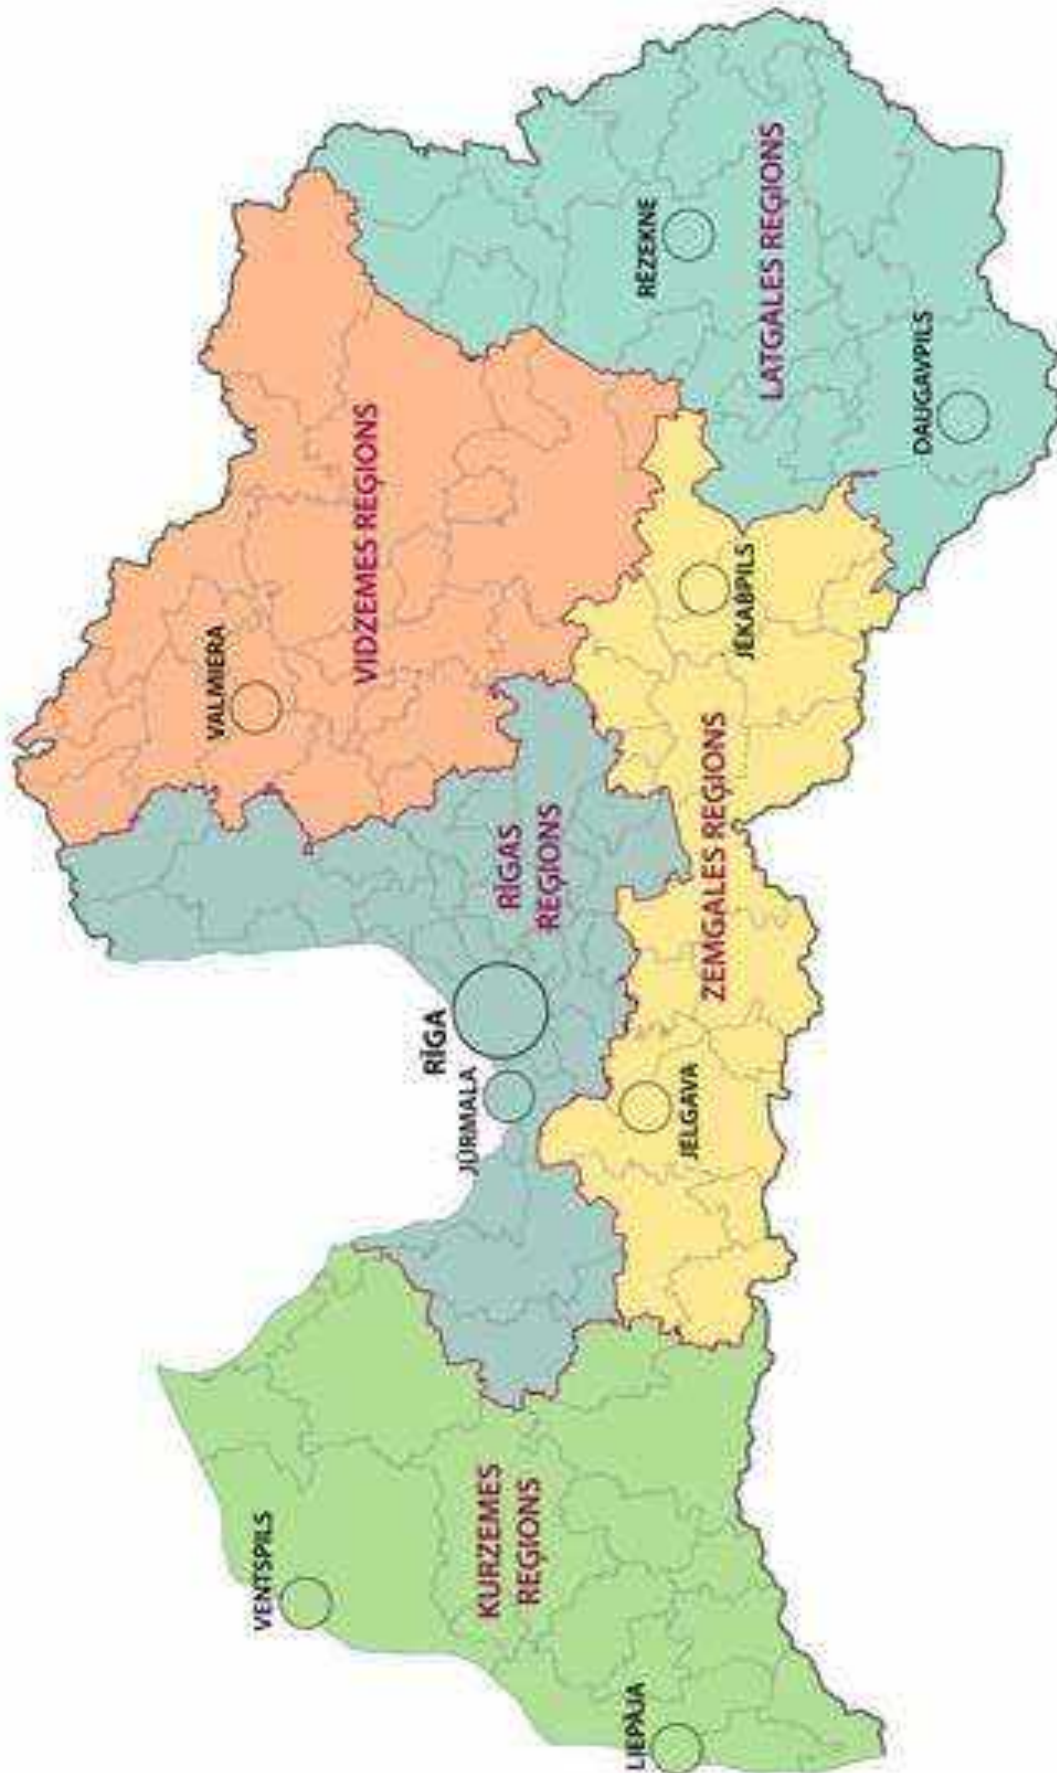 VENTSPILS
LIEPĀJA
KURZEMES
REĢIONS
JŪRMALA
RĪGA
RĪGAS
REĢIONS
JELGAVA
ZEMGALES REĢIONS
VALMIERA
VIDZEMES REĢIONS
JĒKABPILS
RĒZEKNE
LATGALES REĢIONS
DAUGAVPILS